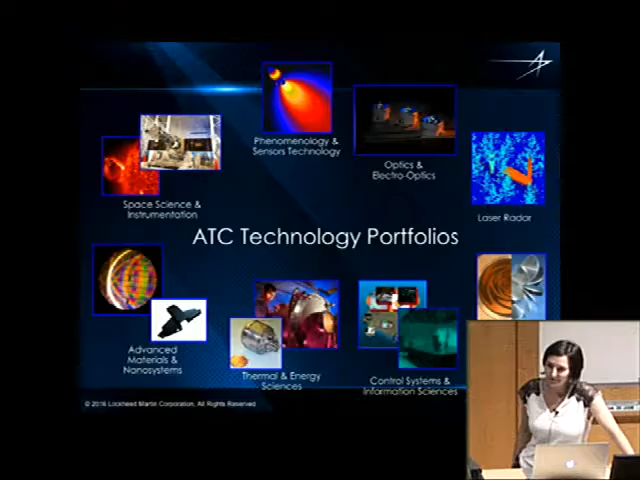 Phenomenology &
Sensors Technology
Optics &
Electro-Optics
Space Science &
Instrumentation
Laser Radar
ATC Technology Portfolios
Advanced
Materials &
Nanosystems
Thermal & Energy
Sciences
Control Systems &
Information Sciences
© 2016 Lockheed Martin Corporation, All Rights Reserved